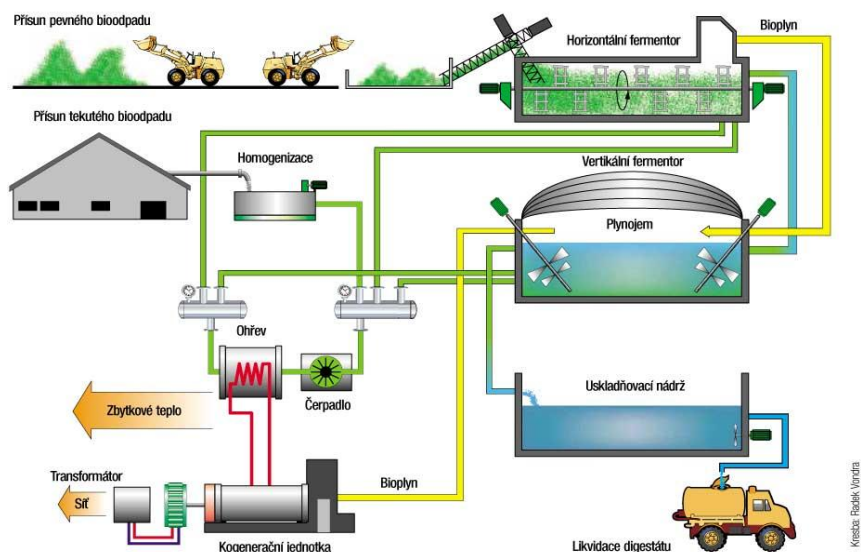 Přísun pevného bioodpadu
Horizontální fermentor
Bioplyn
Přísun tekutého bioodpadu
Homogenizace
Vertikální fermentor
Plynojem
Ohřev
Čerpadlo
Zbytkové teplo
Uskladňovací nádrž
Transformátor
Síť
Bioplyn
Kogenerační jednotka
Likvidace digestátu
Kresba: Radek Vondra